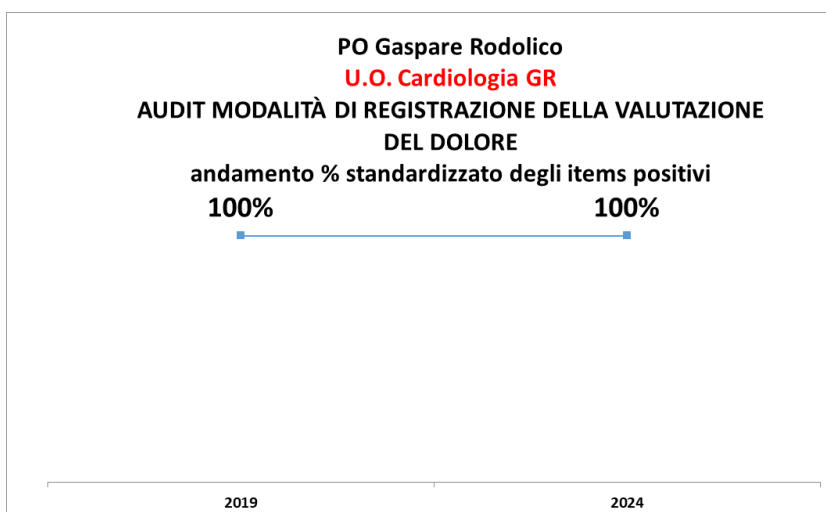 PO Gaspare Rodolico
U.O. Cardiologia GR
AUDIT MODALITÀ DI REGISTRAZIONE DELLA VALUTAZIONE
DEL DOLORE
andamento % standardizzato degli items positivi
100% 100%
2019 2024